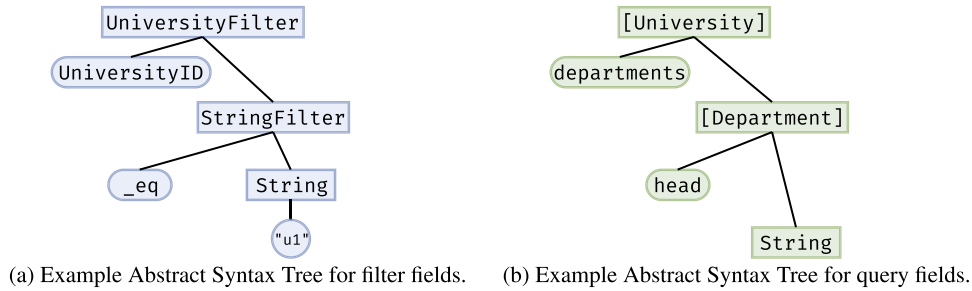 UniversityFilter
UniversityID
StringFilter
_eq
String
"u1"
(a) Example Abstract Syntax Tree for filter fields.
[University]
departments
[Department]
head
String
(b) Example Abstract Syntax Tree for query fields.